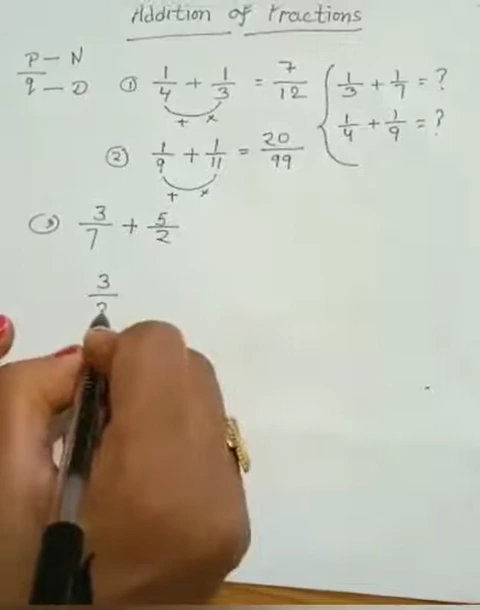 Addition of Fractions
P — N
q — D
① 1/4 + 1/3 = 7/12
+ ×
② 1/9 + 1/11 = 20/99
+ ×
1/3 + 1/7 = ?
1/4 + 1/9 = ?
③ 3/7 + 5/2
3